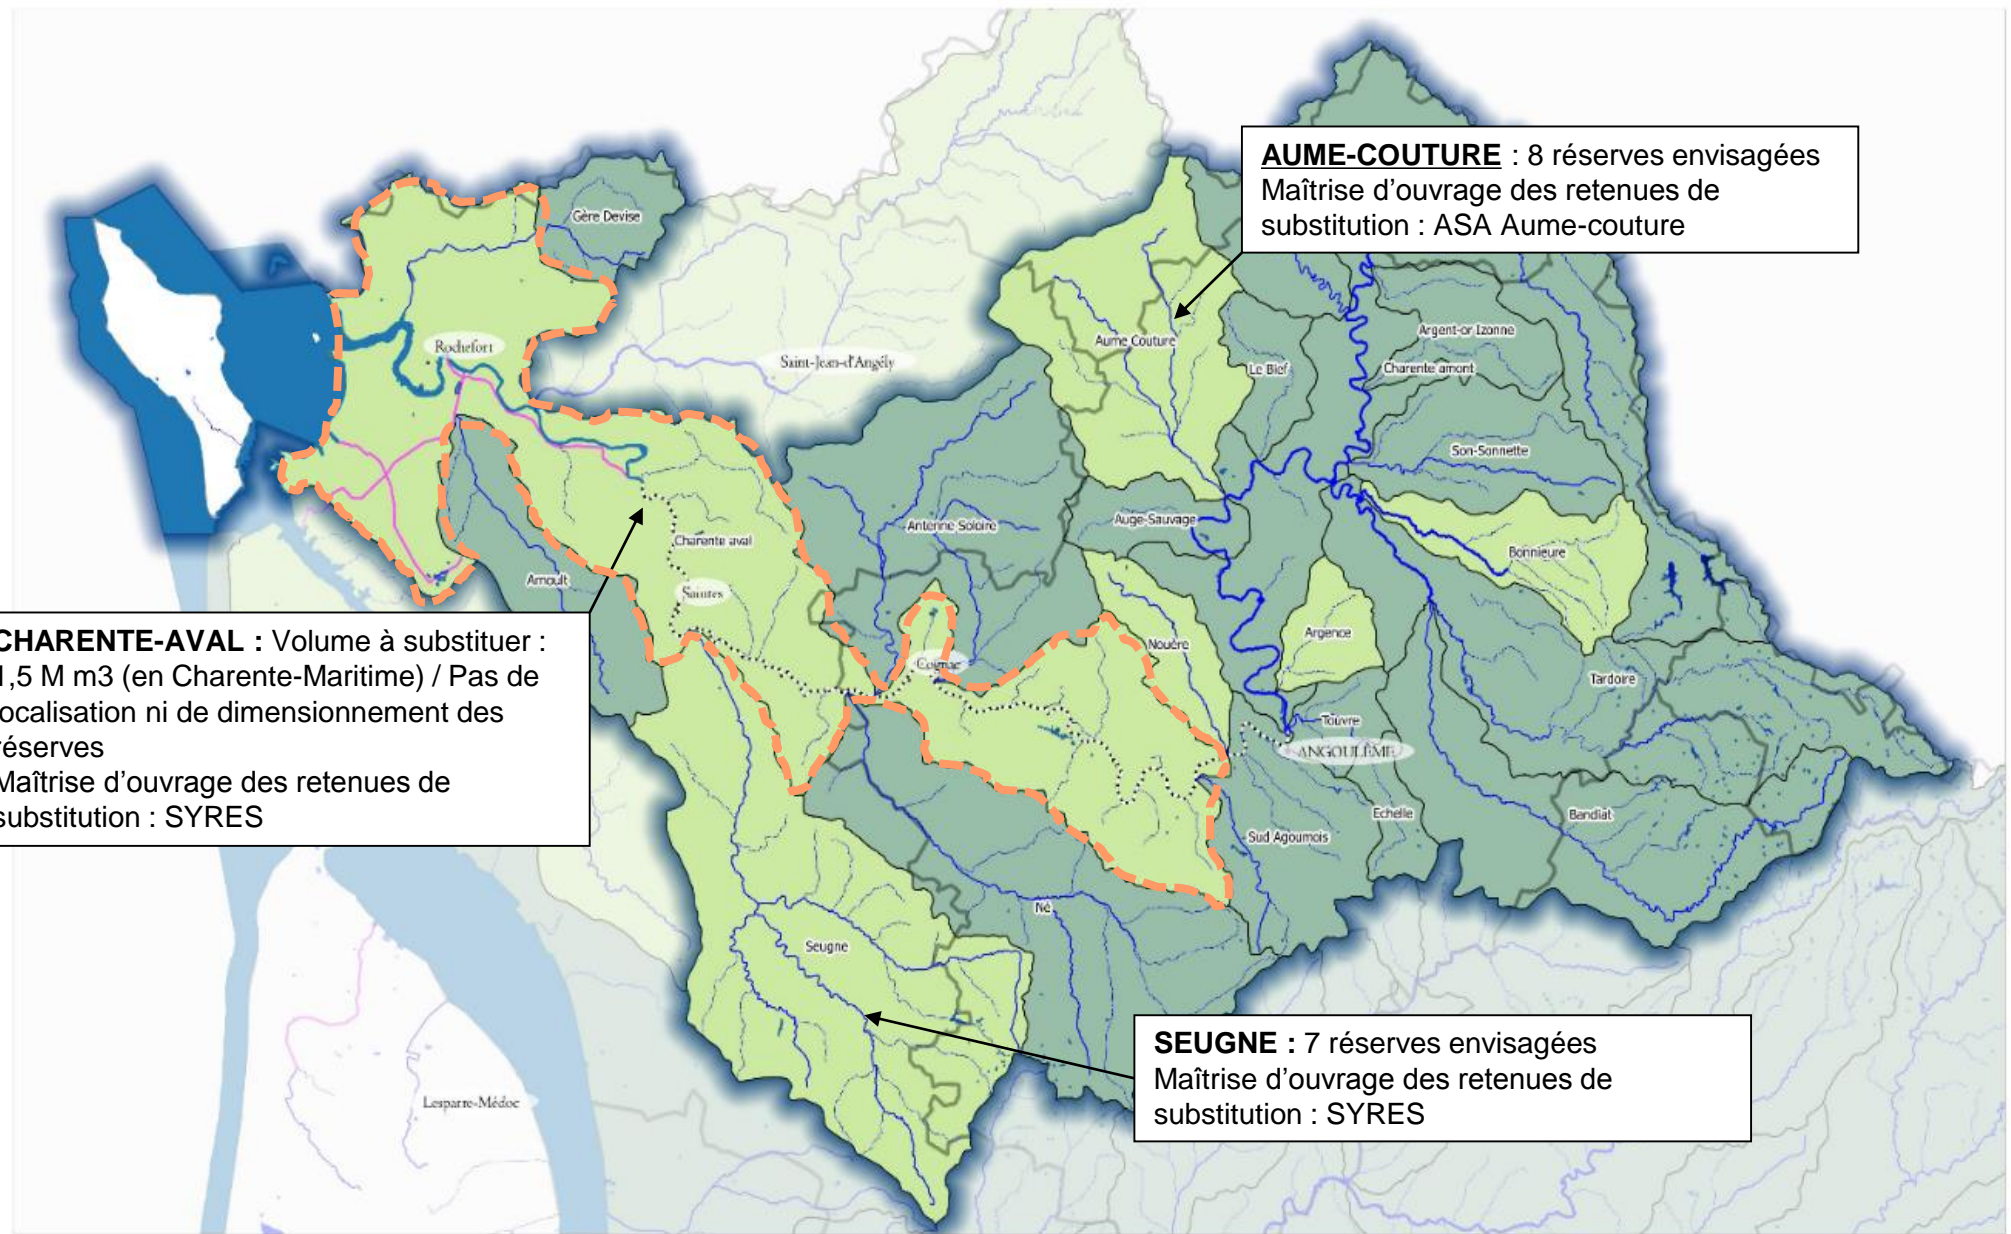 AUME-COUTURE : 8 réserves envisagées
Maîtrise d'ouvrage des retenues de
substitution : ASA Aume-couture
Gère Devise
Rochefort
Saint-Jean-d'Angély
Aume Couture
Le Bief
Argent-or Izonne
Charente amont
Son-Sonnette
Auge-Sauvage
Antenne Soloire
Charente aval
Bonnieure
Arnoult
Saintes
Argence
Nouère
Cognac
Tardoire
CHARENTE-AVAL : Volume à substituer :
1,5 M m3 (en Charente-Maritime) / Pas de
localisation ni de dimensionnement des
réserves
Maîtrise d'ouvrage des retenues de
substitution : SYRES
Touvre
ANGOULÊME
Echelle
Bandiat
Sud Agoumois
Né
Seugne
SEUGNE : 7 réserves envisagées
Maîtrise d'ouvrage des retenues de
substitution : SYRES
Lesparre-Médoc